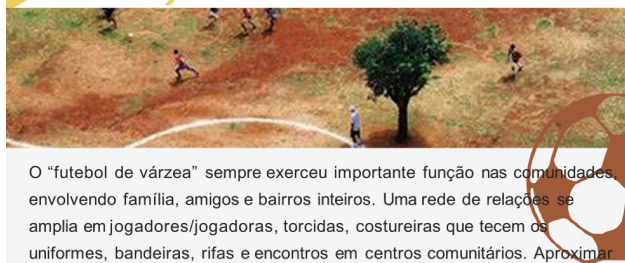 O “futebol de várzea” sempre exerceu importante função nas comunidades,
envolvendo família, amigos e bairros inteiros. Uma rede de relações se
amplia em jogadores/jogadoras, torcidas, costureiras que tecem os
uniformes, bandeiras, rifas e encontros em centros comunitários. Aproximar